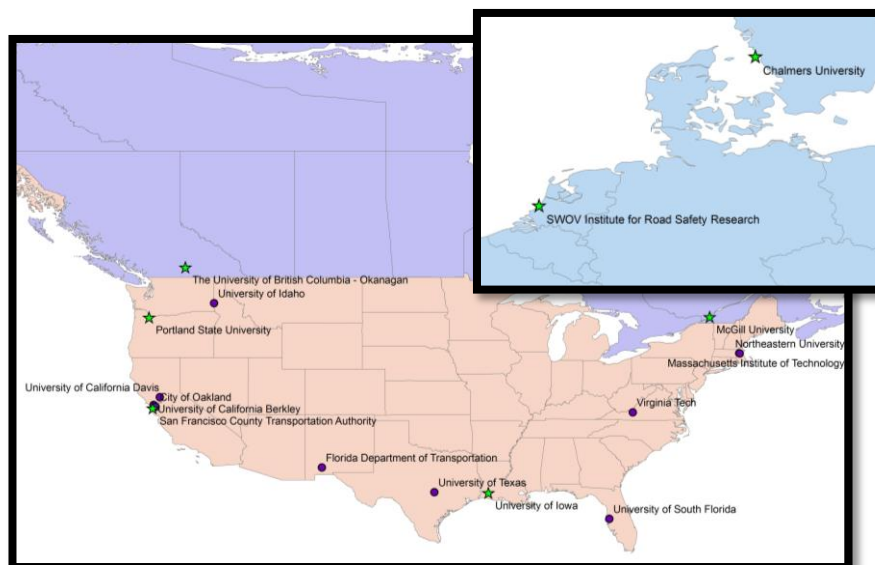 Chalmers University
SWOV Institute for Road Safety Research
The University of British Columbia - Okanagan
University of Idaho
Portland State University
McGill University
Northeastern University
Massachusetts Institute of Technology
University of California Davis
City of Oakland
University of California Berkley
San Francisco County Transportation Authority
Virginia Tech
Florida Department of Transportation
University of Texas
University of Iowa
University of South Florida